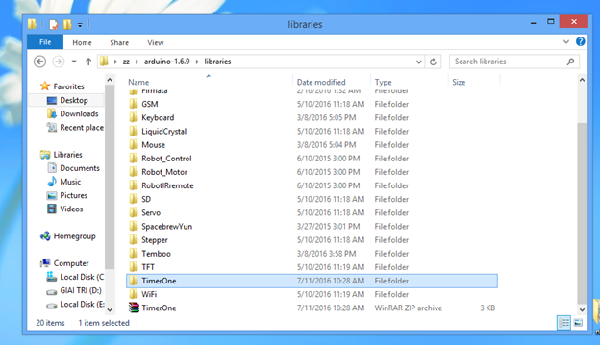 libraries
File Home Share View
zz arduino-1.6.9 libraries
Search libraries
Name Date modified Type Size
Favorites
Desktop
Downloads
Recent place
Libraries
Documents
Music
Pictures
Videos
Homegroup
Computer
Local Disk (C
GIAI TRI (D:)
Local Disk (E:
Firmata 2/10/2016 1:52 AM File folder
GSM 5/10/2016 11:18 AM File folder
Keyboard 3/8/2016 5:05 PM File folder
LiquidCrystal 5/10/2016 11:18 AM File folder
Mouse 3/8/2016 5:04 PM File folder
Robot_Control 6/10/2015 3:00 PM File folder
Robot_Motor 6/10/2015 3:00 PM File folder
RobotIRremote 6/10/2015 3:00 PM File folder
SD 5/10/2016 11:18 AM File folder
Servo 5/10/2016 11:18 AM File folder
SpacebrewYun 3/27/2015 3:01 PM File folder
Stepper 5/10/2016 11:18 AM File folder
Temboo 3/8/2016 3:58 PM File folder
TFT 5/10/2016 11:19 AM File folder
TimerOne 7/11/2016 10:28 AM File folder
WiFi 5/10/2016 11:19 AM File folder
TimerOne 7/11/2016 10:28 AM WinRAR ZIP archive 3 KB
20 items 1 item selected